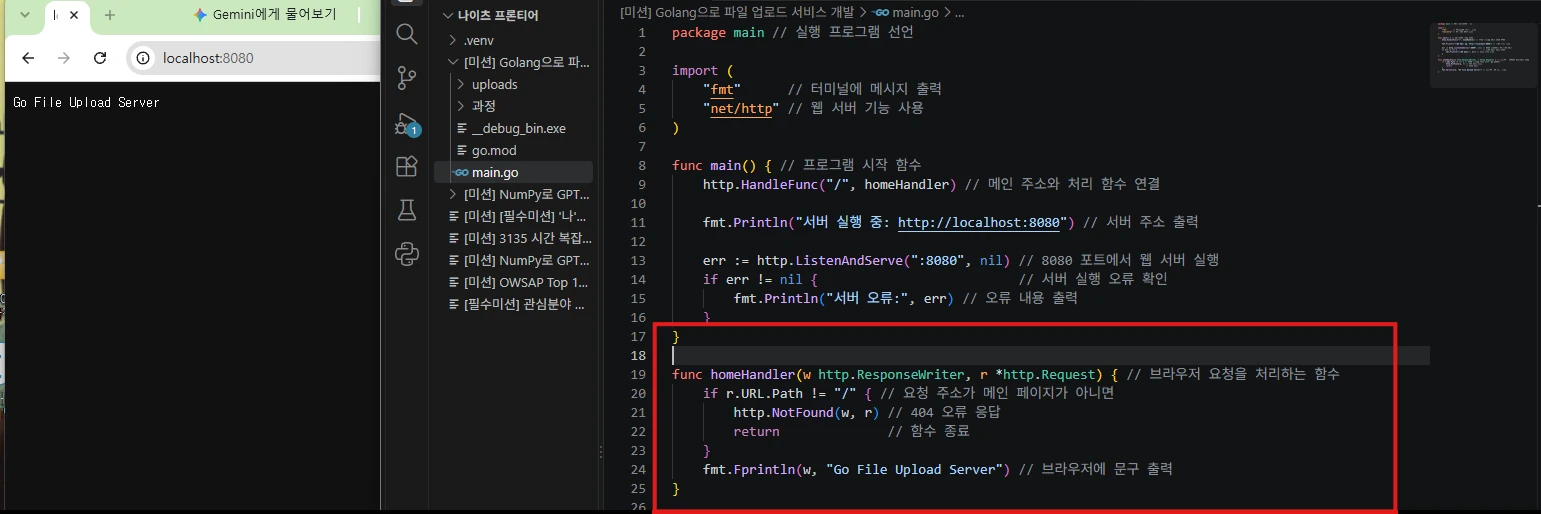 Gemini에게 물어보기
localhost:8080
Go File Upload Server
1
나이츠 프론티어
.venv
[미션] Golang으로 파...
uploads
과정
__debug_bin.exe
go.mod
GO main.go
[미션] NumPy로 GPT...
[미션] [필수미션] '나'...
[미션] 3135 시간 복잡...
[미션] NumPy로 GPT...
[미션] OWSAP Top 1...
[필수미션] 관심분야 ...
[미션] Golang으로 파일 업로드 서비스 개발 > GO main.go > ...
1 package main // 실행 프로그램 선언
2
3 import (
4 "fmt" // 터미널에 메시지 출력
5 "net/http" // 웹 서버 기능 사용
6 )
7
8 func main() { // 프로그램 시작 함수
9 http.HandleFunc("/", homeHandler) // 메인 주소와 처리 함수 연결
10
11 fmt.Println("서버 실행 중: http://localhost:8080") // 서버 주소 출력
12
13 err := http.ListenAndServe(":8080", nil) // 8080 포트에서 웹 서버 실행
14 if err != nil { // 서버 실행 오류 확인
15 fmt.Println("서버 오류:", err) // 오류 내용 출력
16 }
17 }
18
19 func homeHandler(w http.ResponseWriter, r *http.Request) { // 브라우저 요청을 처리하는 함수
20 if r.URL.Path != "/" { // 요청 주소가 메인 페이지가 아니면
21 http.NotFound(w, r) // 404 오류 응답
22 return // 함수 종료
23 }
24 fmt.Fprintln(w, "Go File Upload Server") // 브라우저에 문구 출력
25 }
26